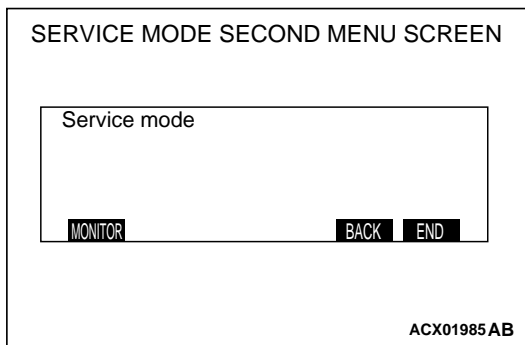 SERVICE MODE SECOND MENU SCREEN
Service mode
MONITOR BACK END
ACX01985AB